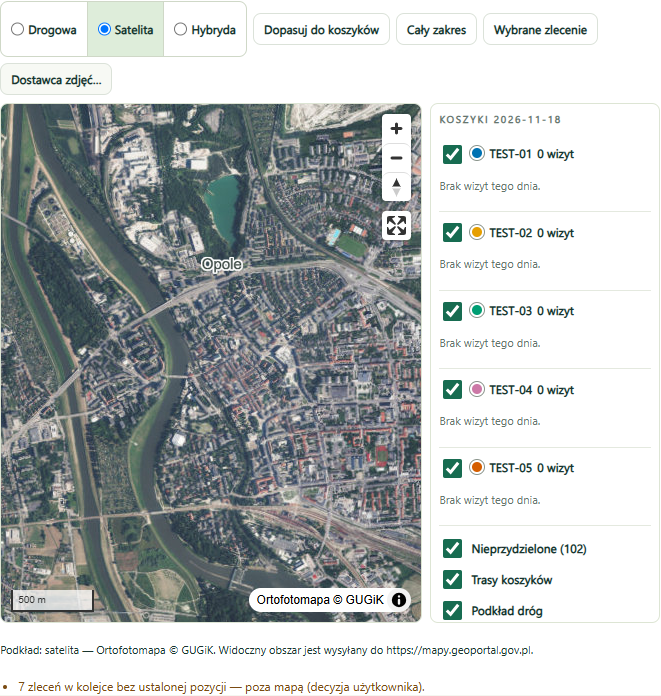 Drogowa Satelita Hybryda Dopasuj do koszyków Cały zakres Wybrane zlecenie
Dostawca zdjęć...
KOSZYKI 2026-11-18
TEST-01 0 wizyt
Brak wizyt tego dnia.
TEST-02 0 wizyt
Brak wizyt tego dnia.
TEST-03 0 wizyt
Brak wizyt tego dnia.
TEST-04 0 wizyt
Brak wizyt tego dnia.
TEST-05 0 wizyt
Brak wizyt tego dnia.
Nieprzydzielone (102)
Trasy koszyków
Podkład dróg
Opole
500 m
Ortofotomapa © GUGiK
Podkład: satelita — Ortofotomapa © GUGiK. Widoczny obszar jest wysyłany do https://mapy.geoportal.gov.pl.
7 zleceń w kolejce bez ustalonej pozycji — poza mapą (decyzja użytkownika).